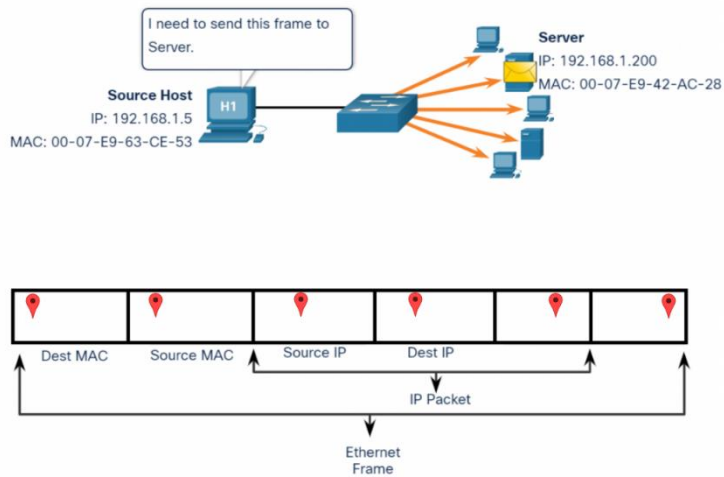 I need to send this frame to
Server.
Server
IP: 192.168.1.200
MAC: 00-07-E9-42-AC-28
Source Host
IP: 192.168.1.5
MAC: 00-07-E9-63-CE-53
H1
Dest MAC
Source MAC
Source IP
Dest IP
IP Packet
Ethernet
Frame